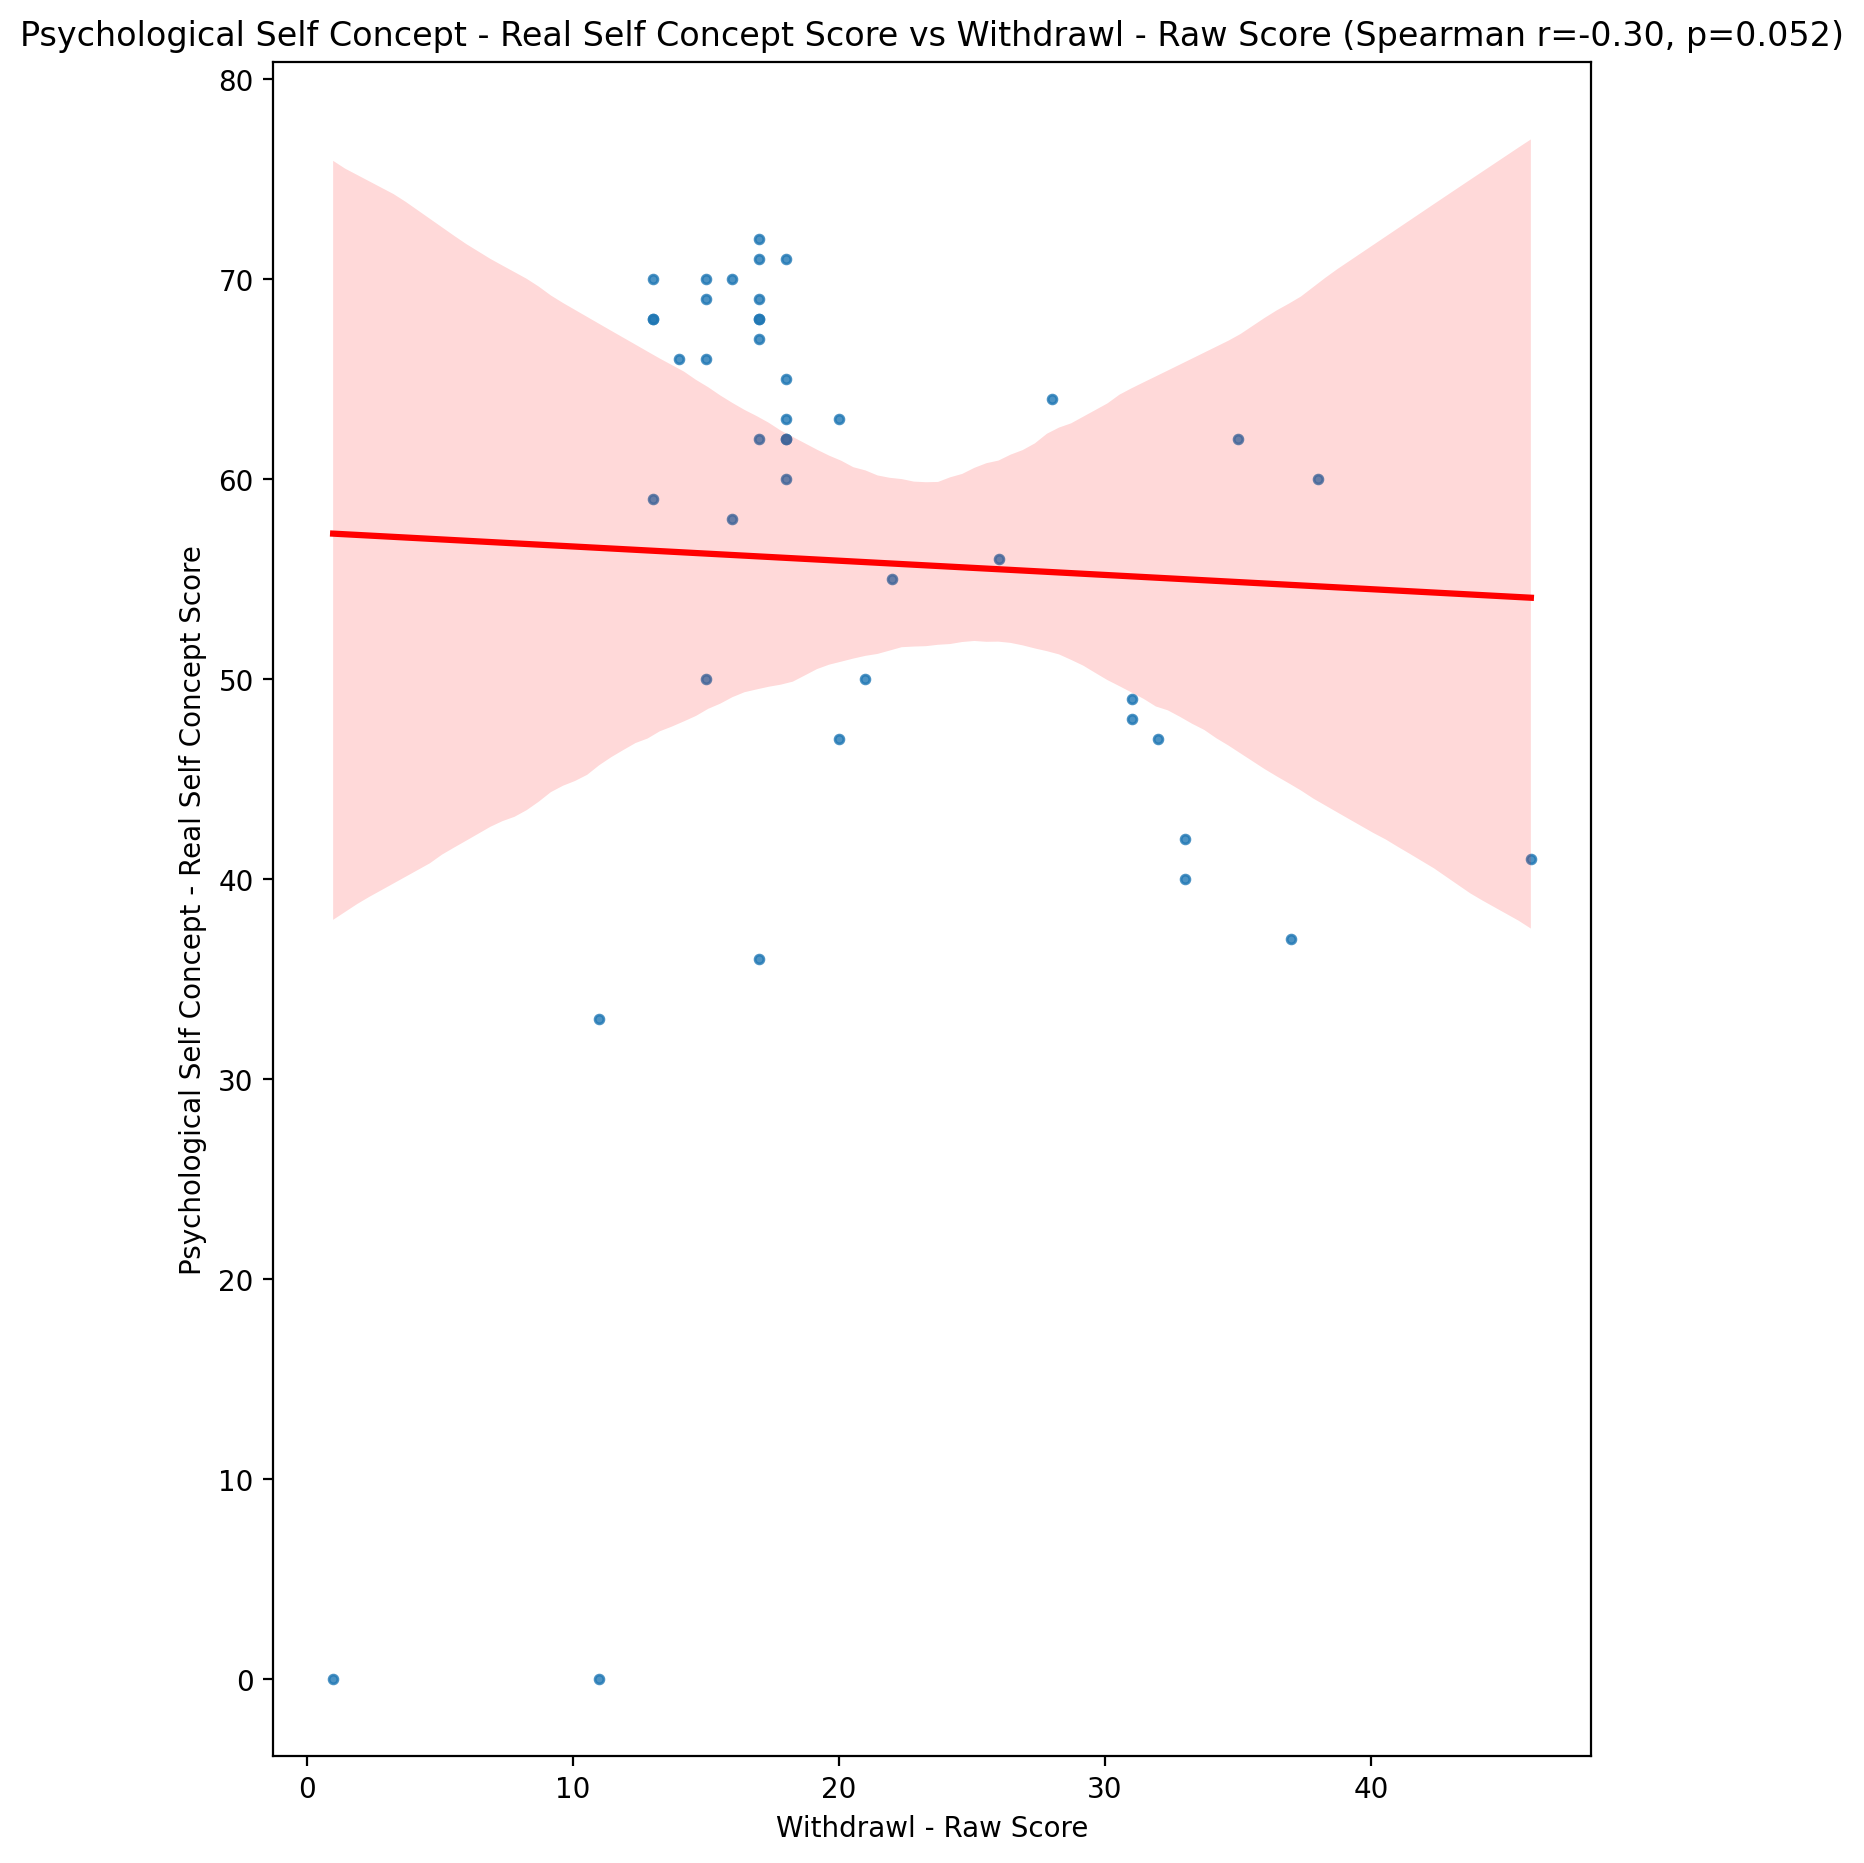 Psychological Self Concept - Real Self Concept Score vs Withdrawl - Raw Score (Spearman r=-0.30, p=0.052)
Psychological Self Concept - Real Self Concept Score
80
70
60
50
40
30
20
10
0
0 10 20 30 40
Withdrawl - Raw Score